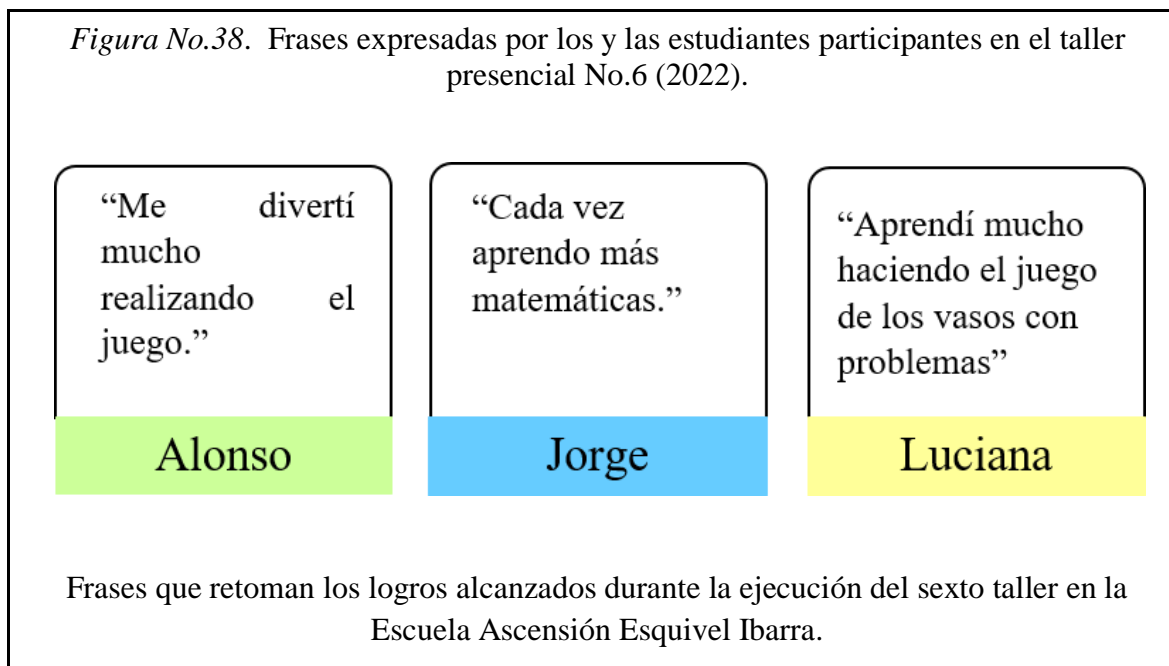 Figura No.38. Frases expresadas por los y las estudiantes participantes en el taller
presencial No.6 (2022).
“Me divertí
mucho
realizando el
juego.”
Alonso
“Cada vez
aprendo más
matemáticas.”
Jorge
“Aprendí mucho
haciendo el juego
de los vasos con
problemas”
Luciana
Frases que retoman los logros alcanzados durante la ejecución del sexto taller en la
Escuela Ascensión Esquivel Ibarra.